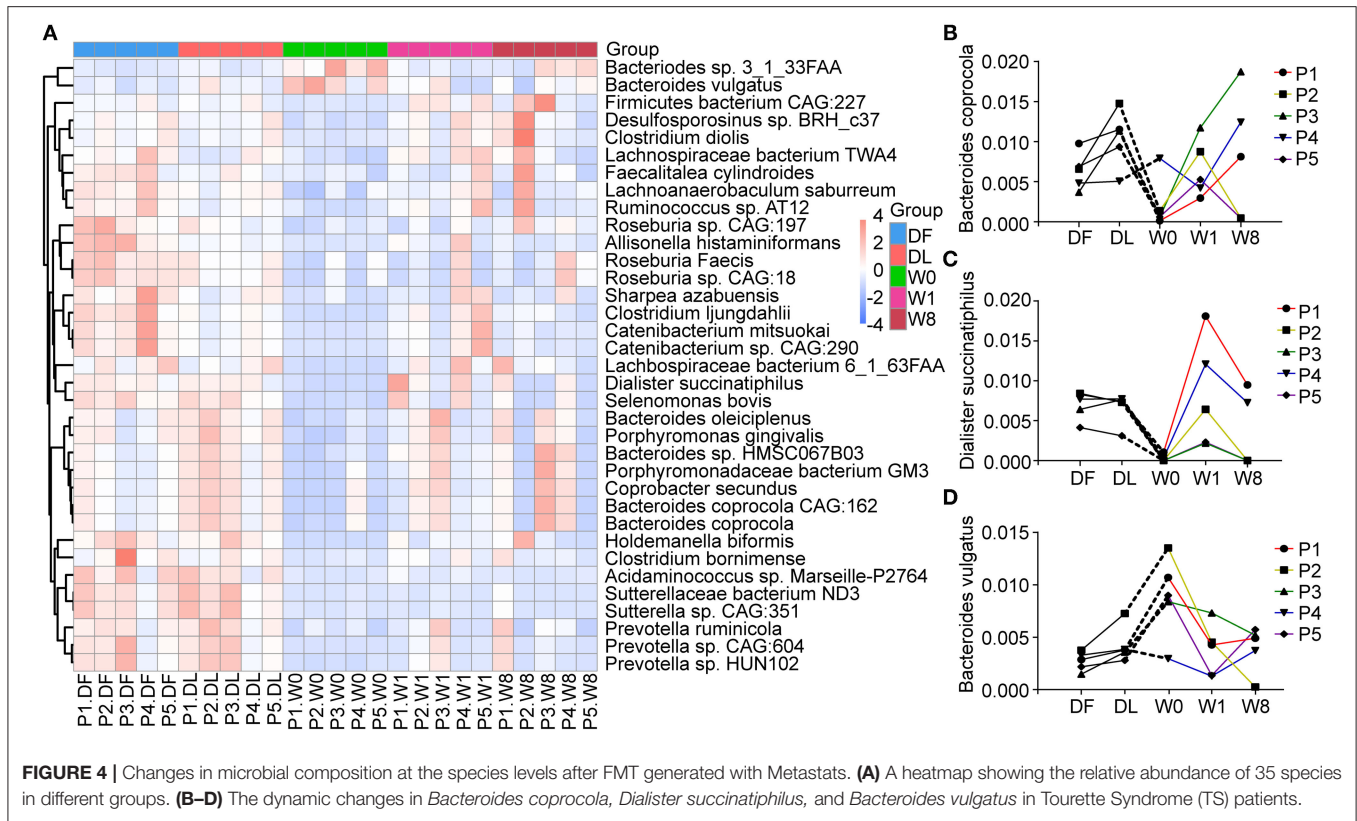 A
Group
Bacteriodes sp. 3_1_33FAA
Bacteroides vulgatus
Firmicutes bacterium CAG:227
Desulfosporosinus sp. BRH_c37
Clostridium diolis
Lachnospiraceae bacterium TWA4
Faecalitalea cylindroides
Lachnoanaerobaculum saburreum
Ruminococcus sp. AT12
Roseburia sp. CAG:197
Allisonella histaminiformans
Roseburia Faecis
Roseburia sp. CAG:18
Sharpea azabuensis
Clostridium ljungdahlii
Catenibacterium mitsuokai
Catenibacterium sp. CAG:290
Lachbospiraceae bacterium 6_1_63FAA
Dialister succinatiphilus
Selenomonas bovis
Bacteroides oleiciplenus
Porphyromonas gingivalis
Bacteroides sp. HMSC067B03
Porphyromonadaceae bacterium GM3
Coprobacter secundus
Bacteroides coprocola CAG:162
Bacteroides coprocola
Holdemanella biformis
Clostridium bornimense
Acidaminococcus sp. Marseille-P2764
Sutterellaceae bacterium ND3
Sutterella sp. CAG:351
Prevotella ruminicola
Prevotella sp. CAG:604
Prevotella sp. HUN102
P1.DF
P2.DF
P3.DF
P4.DF
P5.DF
P1.DL
P2.DL
P3.DL
P4.DL
P5.DL
P1.W0
P2.W0
P3.W0
P4.W0
P5.W0
P1.W1
P2.W1
P3.W1
P4.W1
P5.W1
P1.W8
P2.W8
P3.W8
P4.W8
P5.W8
4
2
0
-2
-4
Group
DF
DL
W0
W1
W8
B
Bacteroides coprocola
0.020
0.015
0.010
0.005
0.000
DF DL W0 W1 W8
P1
P2
P3
P4
P5
C
Dialister succinatiphilus
0.020
0.015
0.010
0.005
0.000
DF DL W0 W1 W8
P1
P2
P3
P4
P5
D
Bacteroides vulgatus
0.015
0.010
0.005
0.000
DF DL W0 W1 W8
P1
P2
P3
P4
P5
FIGURE 4 | Changes in microbial composition at the species levels after FMT generated with Metastats. (A) A heatmap showing the relative abundance of 35 species
in different groups. (B–D) The dynamic changes in Bacteroides coprocola, Dialister succinatiphilus, and Bacteroides vulgatus in Tourette Syndrome (TS) patients.